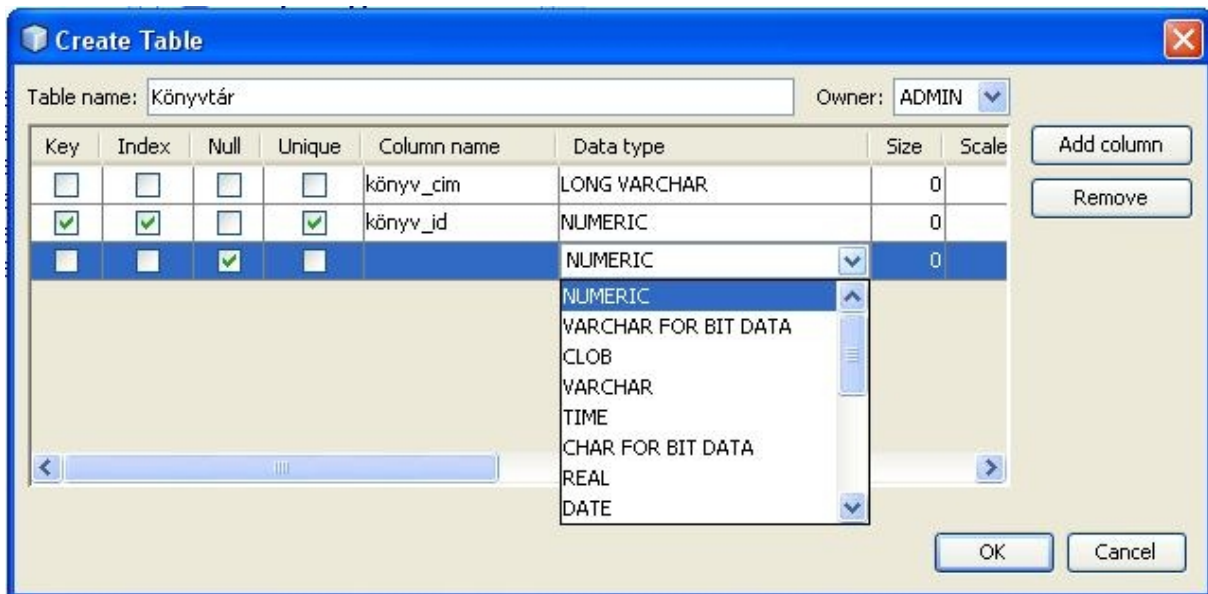 Create Table
Table name: Könyvtár Owner: ADMIN
Key Index Null Unique Column name Data type Size Scale Add column
könyv_cim LONG VARCHAR 0
Remove
könyv_id NUMERIC 0
NUMERIC 0
NUMERIC
VARCHAR FOR BIT DATA
CLOB
VARCHAR
TIME
CHAR FOR BIT DATA
REAL
DATE
OK Cancel